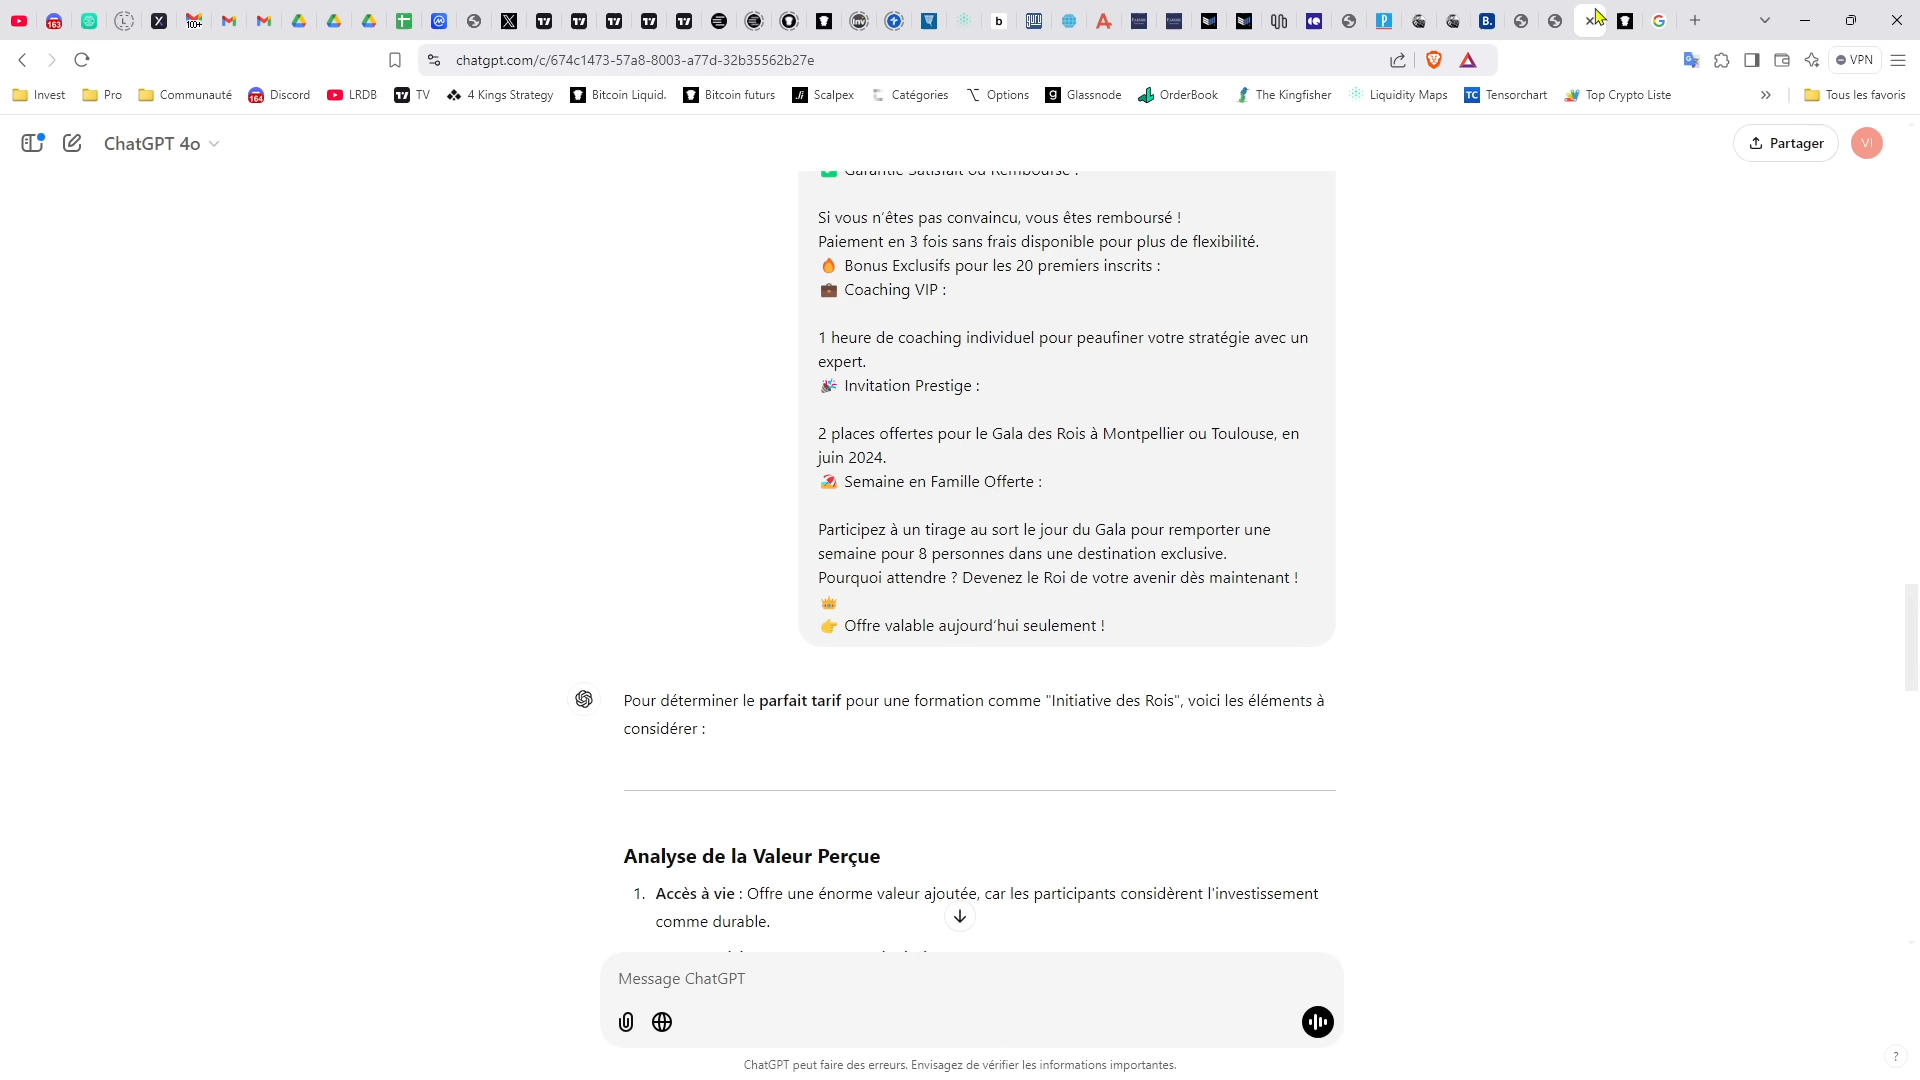 163
100+
b
B.
chatgpt.com/c/674c1473-57a8-8003-a77d-32b35562b27e
VPN
Invest
Pro
Communauté
Discord
LRDB
TV
4 Kings Strategy
Bitcoin Liquid.
Bitcoin futurs
Scalpex
Catégories
Options
Glassnode
OrderBook
The Kingfisher
Liquidity Maps
TC Tensorchart
Top Crypto Liste
Tous les favoris
ChatGPT 4o
Partager
VI
Garantie Satisfait ou Remboursé :
Si vous n'êtes pas convaincu, vous êtes remboursé !
Paiement en 3 fois sans frais disponible pour plus de flexibilité.
🔥 Bonus Exclusifs pour les 20 premiers inscrits :
💼 Coaching VIP :
1 heure de coaching individuel pour peaufiner votre stratégie avec un
expert.
🎉 Invitation Prestige :
2 places offertes pour le Gala des Rois à Montpellier ou Toulouse, en
juin 2024.
🏖️ Semaine en Famille Offerte :
Participez à un tirage au sort le jour du Gala pour remporter une
semaine pour 8 personnes dans une destination exclusive.
Pourquoi attendre ? Devenez le Roi de votre avenir dès maintenant !
👑
👉 Offre valable aujourd'hui seulement !
Pour déterminer le parfait tarif pour une formation comme "Initiative des Rois", voici les éléments à
considérer :
Analyse de la Valeur Perçue
1. Accès à vie : Offre une énorme valeur ajoutée, car les participants considèrent l'investissement
comme durable.
Message ChatGPT
ChatGPT peut faire des erreurs. Envisagez de vérifier les informations importantes.
?